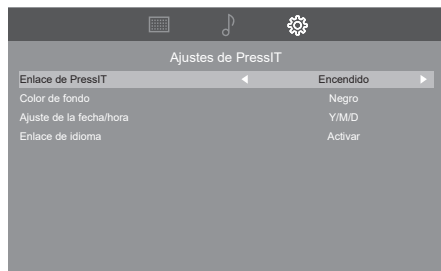 Ajustes de PressIT
Enlace de PressIT Encendido
Color de fondo Negro
Ajuste de la fecha/hora Y/M/D
Enlace de idioma Activar